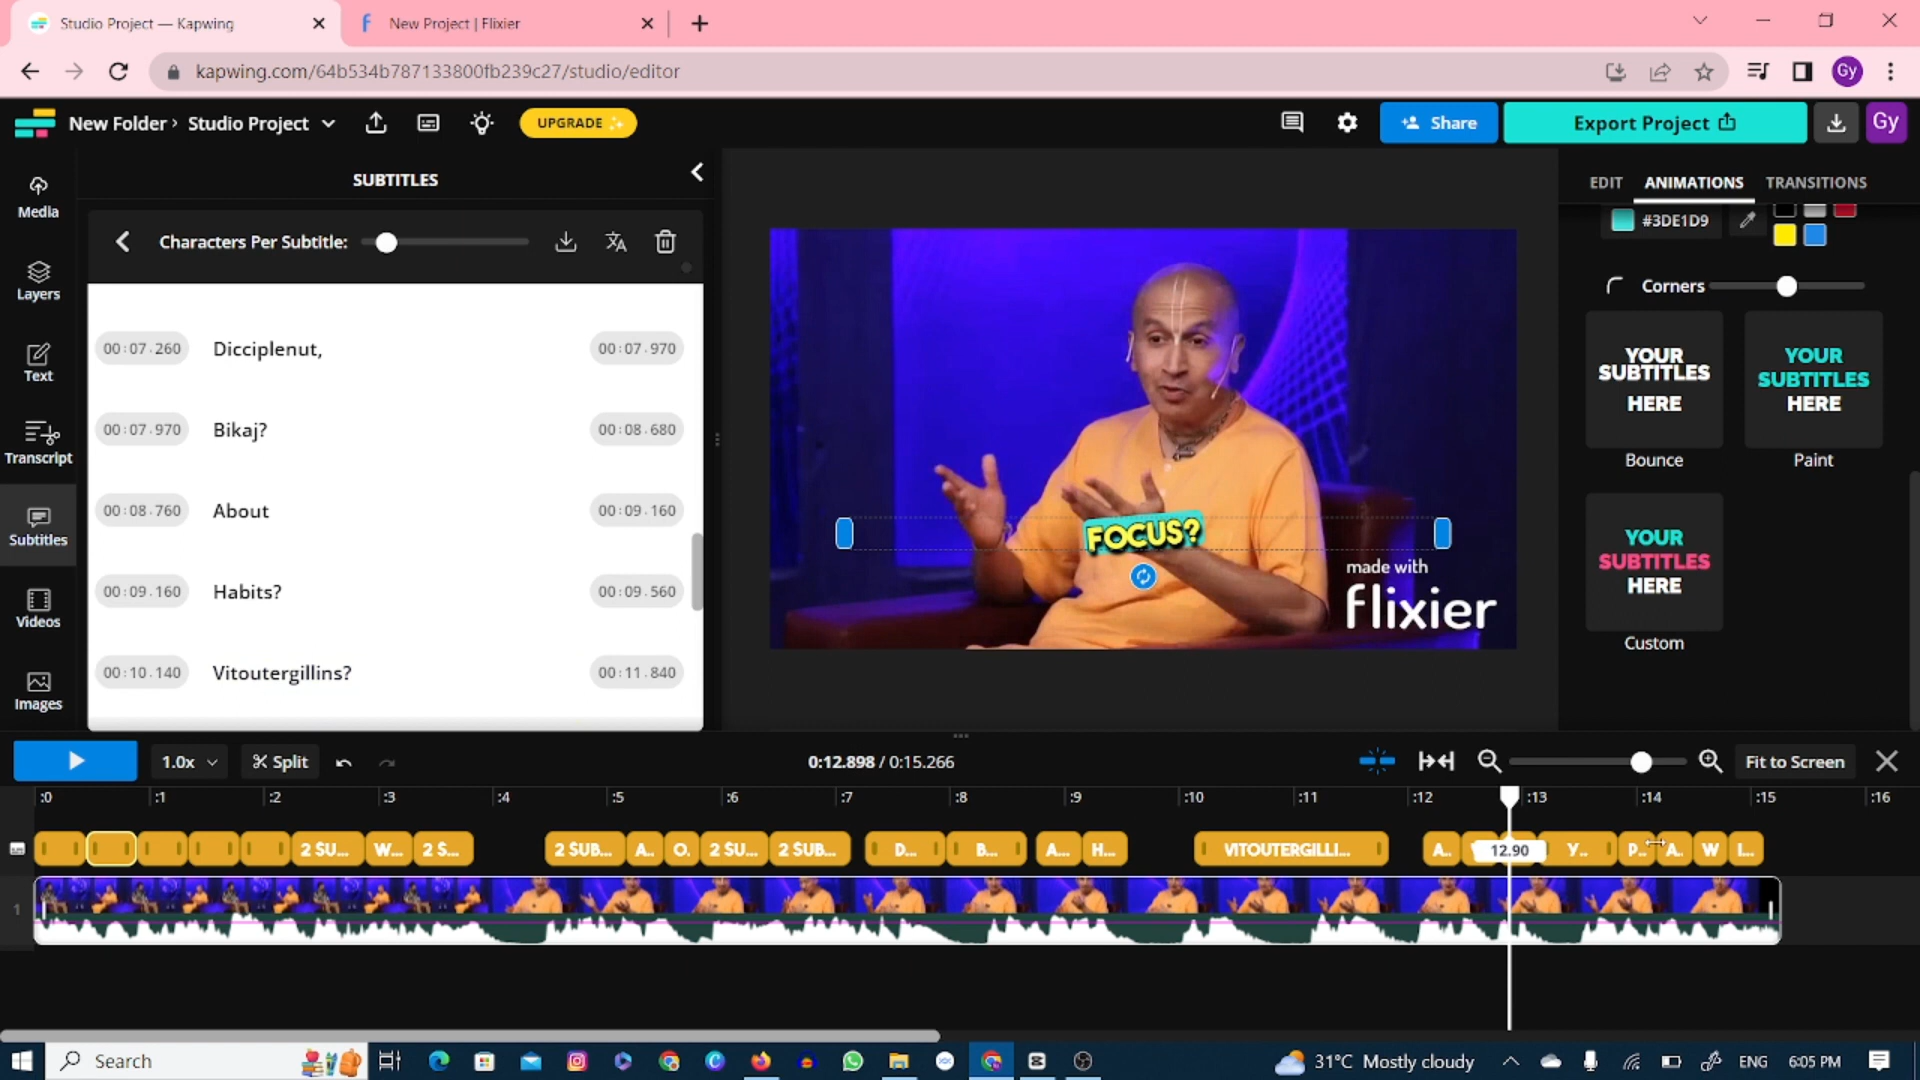 Studio Project — Kapwing
New Project | Flixier
kapwing.com/64b534b787133800fb239c27/studio/editor
Gy
New Folder › Studio Project
UPGRADE
Share
Export Project
Gy
Media
Layers
Text
Transcript
Subtitles
Videos
Images
SUBTITLES
Characters Per Subtitle:
00:07.260 Dicciplenut, 00:07.970
00:07.970 Bikaj? 00:08.680
00:08.760 About 00:09.160
00:09.160 Habits? 00:09.560
00:10.140 Vitoutergillins? 00:11.840
FOCUS?
made with
flixier
EDIT ANIMATIONS TRANSITIONS
#3DE1D9
Corners
YOUR
SUBTITLES
HERE
Bounce
YOUR
SUBTITLES
HERE
Paint
YOUR
SUBTITLES
HERE
Custom
1.0x Split
0:12.898 / 0:15.266
Fit to Screen
:0 :1 :2 :3 :4 :5 :6 :7 :8 :9 :10 :11 :12 :13 :14 :15 :16
2 SU... W... 2 S... 2 SUB... A.. O. 2 SU... 2 SUB... D... B... A... H... VITOUTERGILLI... A.. 12.90 Y.. P.. A. W I...
1
Search
31°C Mostly cloudy
ENG
6:05 PM